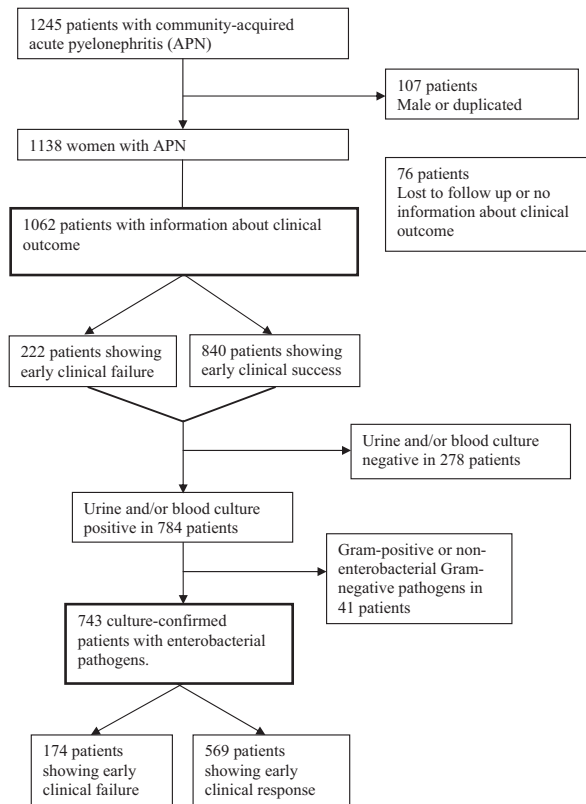 1245 patients with community-acquired
acute pyelonephritis (APN)
107 patients
Male or duplicated
1138 women with APN
76 patients
Lost to follow up or no
information about clinical
outcome
1062 patients with information about clinical
outcome
222 patients showing
early clinical failure
840 patients showing
early clinical success
Urine and/or blood culture
negative in 278 patients
Urine and/or blood culture
positive in 784 patients
Gram-positive or non-
enterobacterial Gram-
negative pathogens in
41 patients
743 culture-confirmed
patients with enterobacterial
pathogens.
174 patients
showing early
clinical failure
569 patients
showing early
clinical response